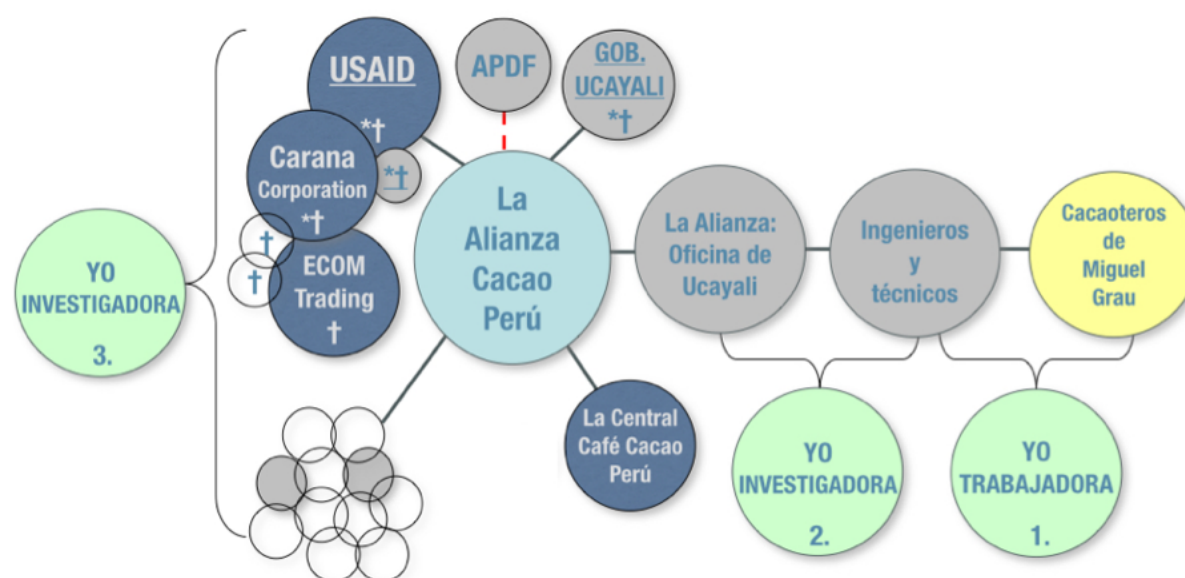 USAID
*†
APDF
GOB.
UCAYALI
*†
Carana
Corporation
*†
*†
†
†
ECOM
Trading
†
La
Alianza
Cacao
Perú
La Alianza:
Oficina de
Ucayali
Ingenieros
y
técnicos
Cacaoteros
de
Miguel
Grau
YO
INVESTIGADORA
3.
La Central
Café Cacao
Perú
YO
INVESTIGADORA
2.
YO
TRABAJADORA
1.